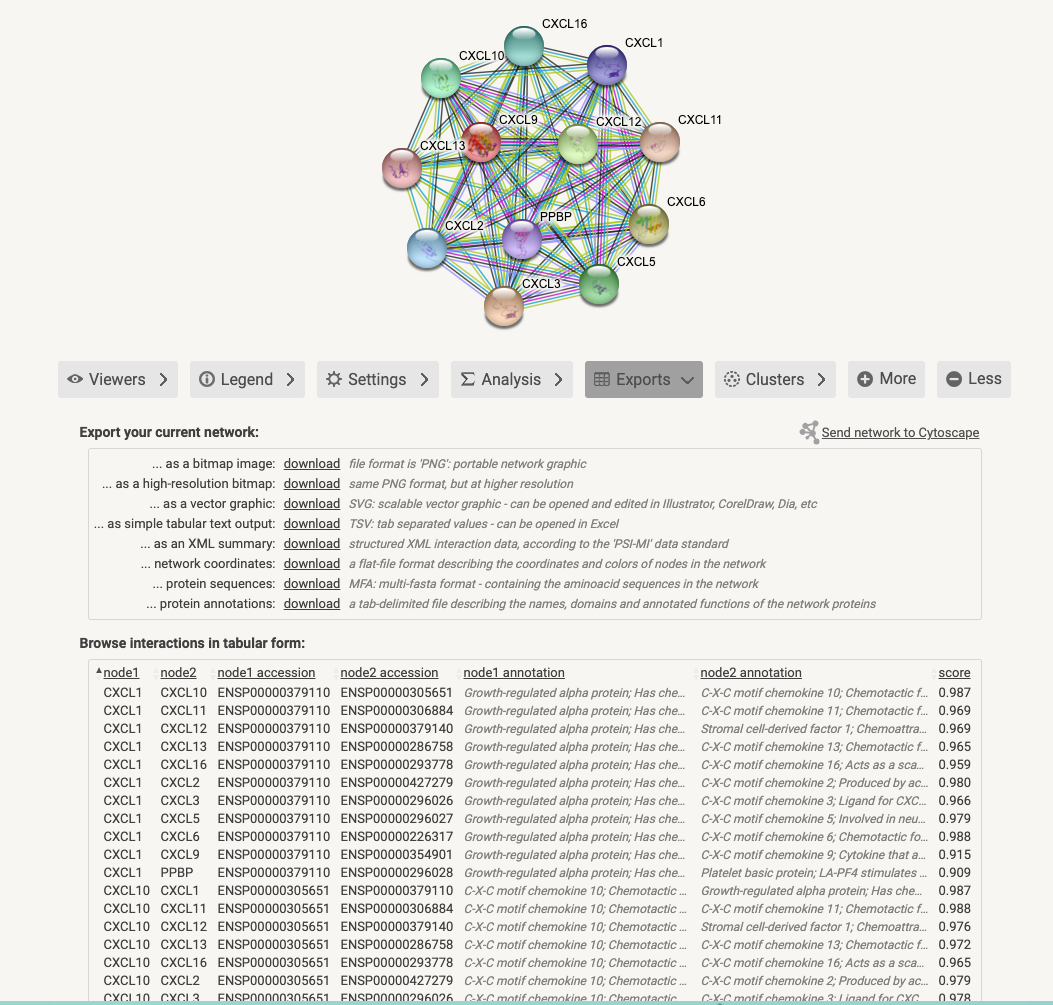 CXCL16
CXCL1
CXCL10
CXCL9
CXCL12
CXCL11
CXCL13
CXCL6
CXCL2
PPBP
CXCL5
CXCL3
Viewers
Legend
Settings
Analysis
Exports
Clusters
More
Less
Export your current network:
Send network to Cytoscape
... as a bitmap image: download file format is 'PNG': portable network graphic
... as a high-resolution bitmap: download same PNG format, but at higher resolution
... as a vector graphic: download SVG: scalable vector graphic - can be opened and edited in Illustrator, CorelDraw, Dia, etc
... as simple tabular text output: download TSV: tab separated values - can be opened in Excel
... as an XML summary: download structured XML interaction data, according to the 'PSI-MI' data standard
... network coordinates: download a flat-file format describing the coordinates and colors of nodes in the network
... protein sequences: download MFA: multi-fasta format - containing the aminoacid sequences in the network
... protein annotations: download a tab-delimited file describing the names, domains and annotated functions of the network proteins
Browse interactions in tabular form:
node1 node2 node1 accession node2 accession node1 annotation node2 annotation score
CXCL1 CXCL10 ENSP00000379110 ENSP00000305651 Growth-regulated alpha protein; Has che... C-X-C motif chemokine 10; Chemotactic f... 0.987
CXCL1 CXCL11 ENSP00000379110 ENSP00000306884 Growth-regulated alpha protein; Has che... C-X-C motif chemokine 11; Chemotactic f... 0.969
CXCL1 CXCL12 ENSP00000379110 ENSP00000379140 Growth-regulated alpha protein; Has che... Stromal cell-derived factor 1; Chemoattra... 0.969
CXCL1 CXCL13 ENSP00000379110 ENSP00000286758 Growth-regulated alpha protein; Has che... C-X-C motif chemokine 13; Chemotactic f... 0.965
CXCL1 CXCL16 ENSP00000379110 ENSP00000293778 Growth-regulated alpha protein; Has che... C-X-C motif chemokine 16; Acts as a sca... 0.959
CXCL1 CXCL2 ENSP00000379110 ENSP00000427279 Growth-regulated alpha protein; Has che... C-X-C motif chemokine 2; Produced by ac... 0.980
CXCL1 CXCL3 ENSP00000379110 ENSP00000296026 Growth-regulated alpha protein; Has che... C-X-C motif chemokine 3; Ligand for CXC... 0.966
CXCL1 CXCL5 ENSP00000379110 ENSP00000296027 Growth-regulated alpha protein; Has che... C-X-C motif chemokine 5; Involved in neu... 0.979
CXCL1 CXCL6 ENSP00000379110 ENSP00000226317 Growth-regulated alpha protein; Has che... C-X-C motif chemokine 6; Chemotactic fo... 0.988
CXCL1 CXCL9 ENSP00000379110 ENSP00000354901 Growth-regulated alpha protein; Has che... C-X-C motif chemokine 9; Cytokine that a... 0.915
CXCL1 PPBP ENSP00000379110 ENSP00000296028 Growth-regulated alpha protein; Has che... Platelet basic protein; LA-PF4 stimulates ... 0.909
CXCL10 CXCL1 ENSP00000305651 ENSP00000379110 C-X-C motif chemokine 10; Chemotactic ... Growth-regulated alpha protein; Has che... 0.987
CXCL10 CXCL11 ENSP00000305651 ENSP00000306884 C-X-C motif chemokine 10; Chemotactic ... C-X-C motif chemokine 11; Chemotactic f... 0.988
CXCL10 CXCL12 ENSP00000305651 ENSP00000379140 C-X-C motif chemokine 10; Chemotactic ... Stromal cell-derived factor 1; Chemoattra... 0.976
CXCL10 CXCL13 ENSP00000305651 ENSP00000286758 C-X-C motif chemokine 10; Chemotactic ... C-X-C motif chemokine 13; Chemotactic f... 0.972
CXCL10 CXCL16 ENSP00000305651 ENSP00000293778 C-X-C motif chemokine 10; Chemotactic ... C-X-C motif chemokine 16; Acts as a sca... 0.965
CXCL10 CXCL2 ENSP00000305651 ENSP00000427279 C-X-C motif chemokine 10; Chemotactic ... C-X-C motif chemokine 2; Produced by ac... 0.979
CXCL10 CXCL3 ENSP00000305651 ENSP00000296026 C-X-C motif chemokine 10; Chemotactic ... C-X-C motif chemokine 3; Ligand for CXC... 0.978